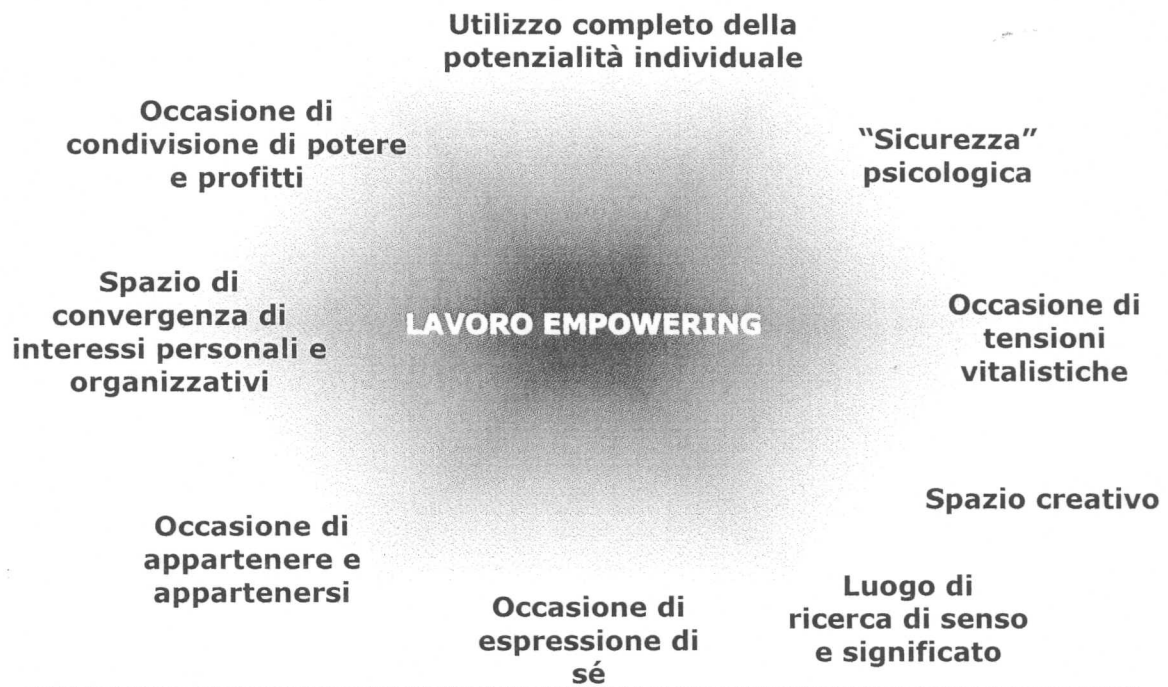 Utilizzo completo della
potenzialità individuale
Occasione di
condivisione di potere
e profitti
“Sicurezza”
psicologica
Spazio di
convergenza di
interessi personali e
organizzativi
LAVORO EMPOWERING
Occasione di
tensioni
vitalistiche
Spazio creativo
Occasione di
appartenere e
appartenersi
Luogo di
ricerca di senso
e significato
Occasione di
espressione di
sé